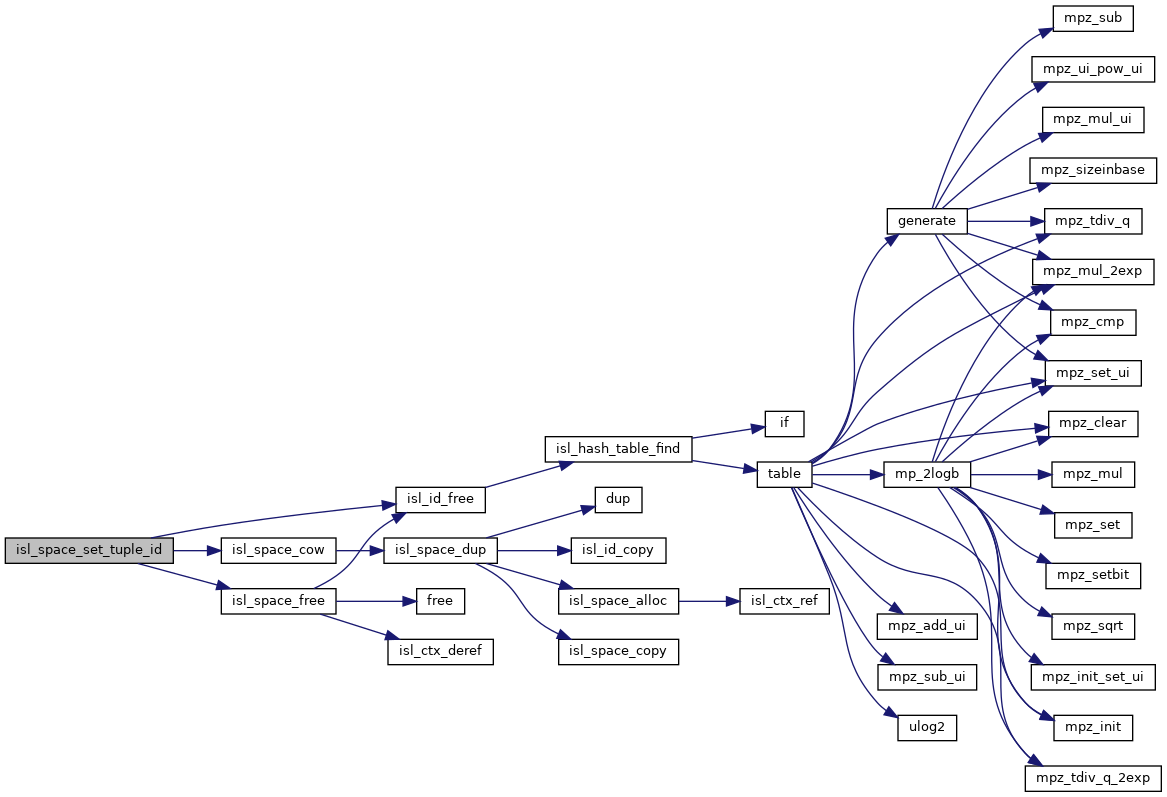 mpz_sub
mpz_ui_pow_ui
mpz_mul_ui
mpz_sizeinbase
generate
mpz_tdiv_q
mpz_mul_2exp
mpz_cmp
mpz_set_ui
if
mpz_clear
isl_hash_table_find
table
mp_2logb
mpz_mul
isl_id_free
dup
mpz_set
isl_space_set_tuple_id
isl_space_cow
isl_space_dup
isl_id_copy
mpz_setbit
isl_space_free
free
isl_space_alloc
isl_ctx_ref
mpz_add_ui
mpz_sqrt
isl_ctx_deref
isl_space_copy
mpz_sub_ui
mpz_init_set_ui
ulog2
mpz_init
mpz_tdiv_q_2exp